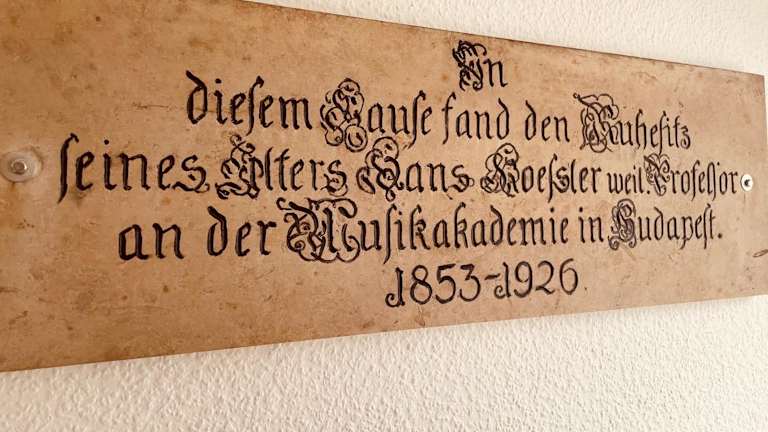 In
diesem Hause fand den Ruhesitz
seines Alters Hans Koessler weil. Professor
an der Musikakademie in Budapest.
1853-1926